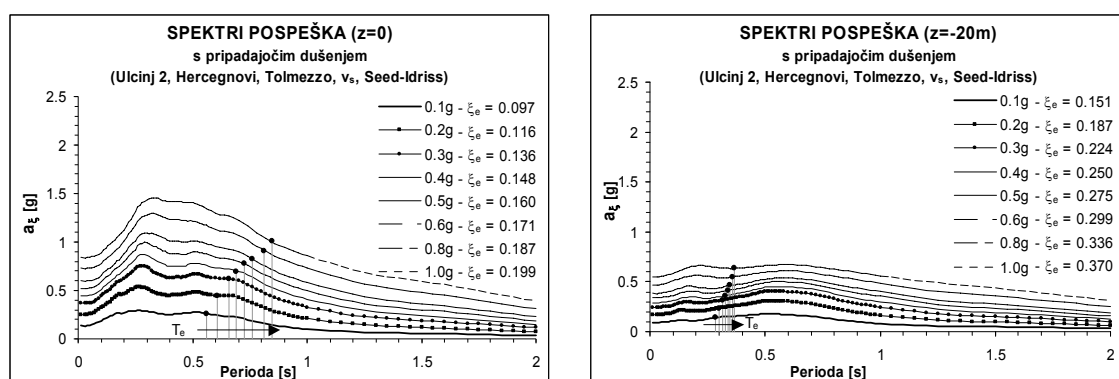 SPEKTRI POSPEŠKA (z=0)
s pripadajočim dušenjem
(Ulcinj 2, Hercegnovi, Tolmezzo, vs, Seed-Idriss)
2.5
2
1.5
1
0.5
0
aξ [g]
0.1g - ξe = 0.097
0.2g - ξe = 0.116
0.3g - ξe = 0.136
0.4g - ξe = 0.148
0.5g - ξe = 0.160
0.6g - ξe = 0.171
0.8g - ξe = 0.187
1.0g - ξe = 0.199
Te
0 0.5 1 1.5 2
Perioda [s]
SPEKTRI POSPEŠKA (z=-20m)
s pripadajočim dušenjem
(Ulcinj 2, Hercegnovi, Tolmezzo, vs, Seed-Idriss)
2.5
2
1.5
1
0.5
0
aξ [g]
0.1g - ξe = 0.151
0.2g - ξe = 0.187
0.3g - ξe = 0.224
0.4g - ξe = 0.250
0.5g - ξe = 0.275
0.6g - ξe = 0.299
0.8g - ξe = 0.336
1.0g - ξe = 0.370
Te
0 0.5 1 1.5 2
Perioda [s]